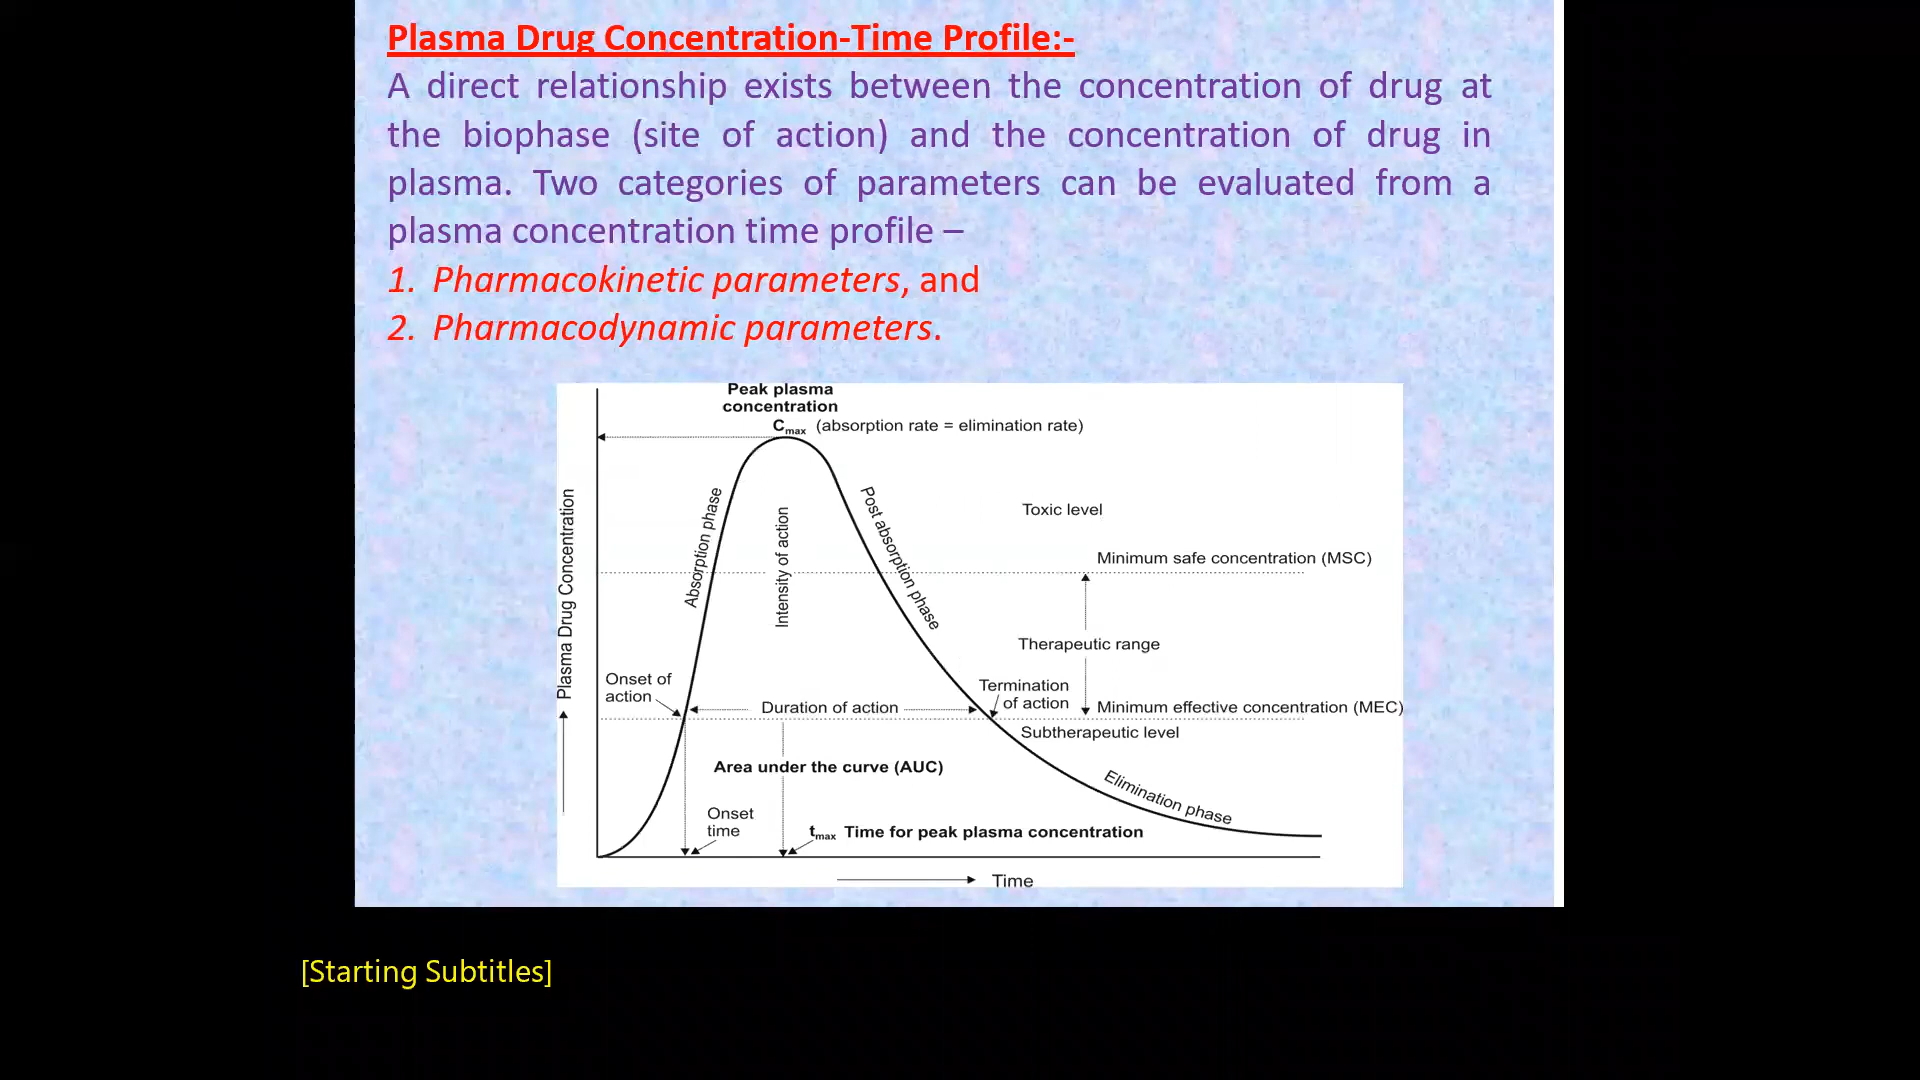 Plasma Drug Concentration-Time Profile:-
A direct relationship exists between the concentration of drug at
the biophase (site of action) and the concentration of drug in
plasma. Two categories of parameters can be evaluated from a
plasma concentration time profile –
1. Pharmacokinetic parameters, and
2. Pharmacodynamic parameters.
Peak plasma
concentration
Cmax (absorption rate = elimination rate)
Plasma Drug Concentration
Absorption phase
Intensity of action
Post absorption phase
Toxic level
Minimum safe concentration (MSC)
Therapeutic range
Onset of
action
Duration of action
Termination
of action
Minimum effective concentration (MEC)
Subtherapeutic level
Area under the curve (AUC)
Elimination phase
Onset
time
tmax Time for peak plasma concentration
Time
[Starting Subtitles]